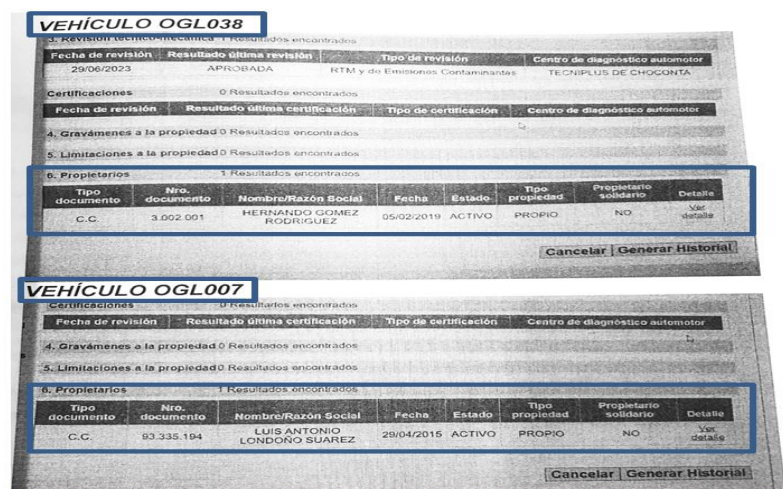 VEHÍCULO OGL038
3. Revisión técnico-mecánica 1 Resultados encontrados
Fecha de revisión Resultado última revisión Tipo de revisión Centro de diagnóstico automotor
29/06/2023 APROBADA RTM y de Emisiones Contaminantes TECNIPLUS DE CHOCONTA
Certificaciones 0 Resultados encontrados
Fecha de revisión Resultado última certificación Tipo de certificación Centro de diagnóstico automotor
4. Gravámenes a la propiedad 0 Resultados encontrados
5. Limitaciones a la propiedad 0 Resultados encontrados
6. Propietarios 1 Resultados encontrados
Tipo documento Nro. documento Nombre/Razón Social Fecha Estado Tipo propiedad Propietario solidario Detalle
C.C. 3.002.001 HERNANDO GOMEZ RODRIGUEZ 05/02/2019 ACTIVO PROPIO NO Ver detalle
Cancelar | Generar Historial
VEHÍCULO OGL007
Certificaciones 0 Resultados encontrados
Fecha de revisión Resultado última certificación Tipo de certificación Centro de diagnóstico automotor
4. Gravámenes a la propiedad 0 Resultados encontrados
5. Limitaciones a la propiedad 0 Resultados encontrados
6. Propietarios 1 Resultados encontrados
Tipo documento Nro. documento Nombre/Razón Social Fecha Estado Tipo propiedad Propietario solidario Detalle
C.C. 93.335.194 LUIS ANTONIO LONDOÑO SUAREZ 29/04/2015 ACTIVO PROPIO NO Ver detalle
Cancelar | Generar Historial